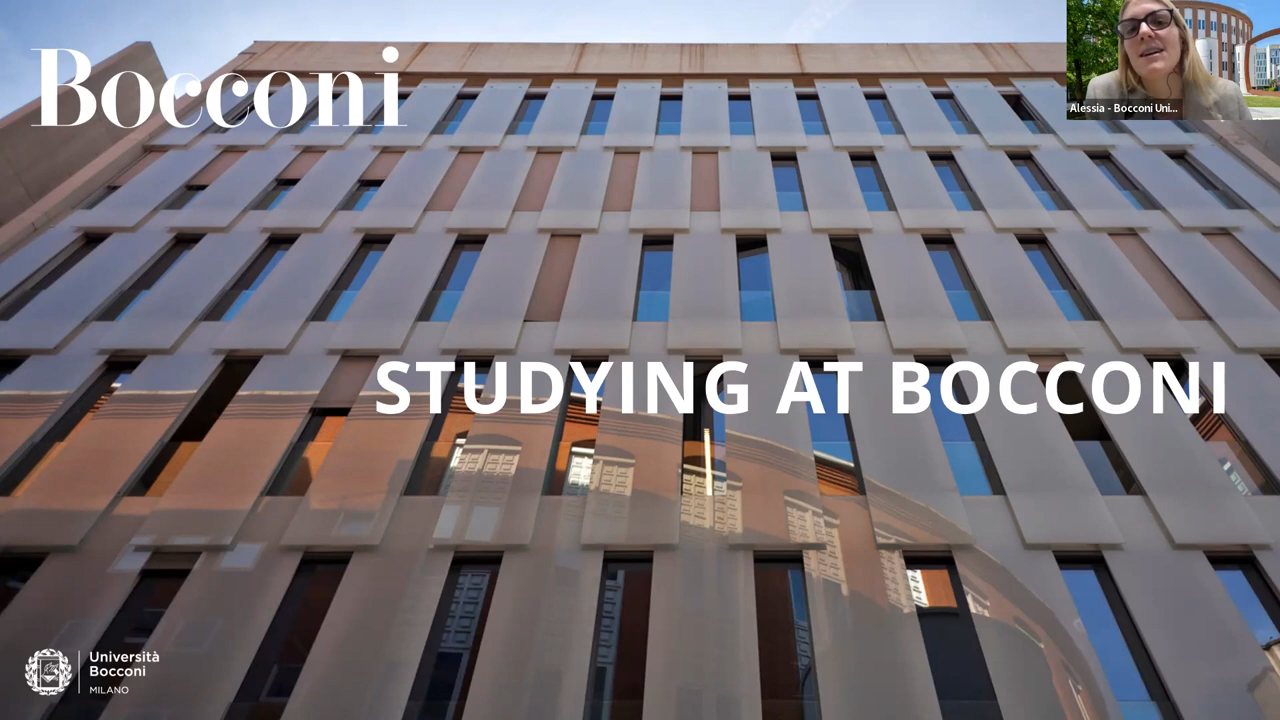 Bocconi
Alessia - Bocconi Uni...
STUDYING AT BOCCONI
Università
Bocconi
MILANO